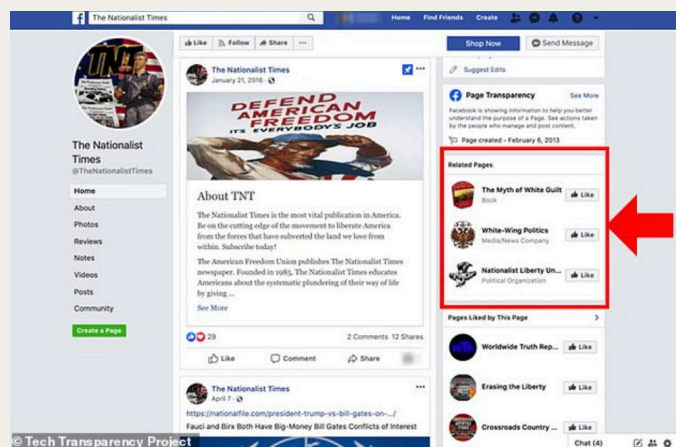 The Nationalist Times
Home Find Friends Create
Like Follow Share
Shop Now Send Message
TNT
The Nationalist
Times
@TheNationalistTimes
Home
About
Photos
Reviews
Notes
Videos
Posts
Community
Create a Page
The Nationalist Times
January 21, 2016
DEFEND
AMERICAN
FREEDOM
ITS EVERYBODY'S JOB
About TNT
The Nationalist Times is the most vital publication in America.
Be on the cutting edge of the movement to liberate America
from the forces that have subverted the land we love from
within. Subscribe today!
The American Freedom Union publishes The Nationalist Times
newspaper. Founded in 1985, The Nationalist Times educates
Americans about the systematic plundering of their way of life
by giving ...
See More
29 2 Comments 12 Shares
Like Comment Share
The Nationalist Times
April 7
https://nationalfile.com/president-trump-vs-bill-gates-on-.../
Fauci and Birx Both Have Big-Money Bill Gates Conflicts of Interest
Suggest Edits
Page Transparency See More
Facebook is showing information to help you better
understand the purpose of a Page. See actions taken
by the people who manage and post content.
Page created - February 6, 2013
Related Pages
The Myth of White Guilt Like
Book
White-Wing Politics Like
Media/News Company
Nationalist Liberty Un... Like
Political Organization
Pages Liked by This Page
Worldwide Truth Rep... Like
Erasing the Liberty Like
Crossroads Country ... Like
Chat (4)
© Tech Transparency Project